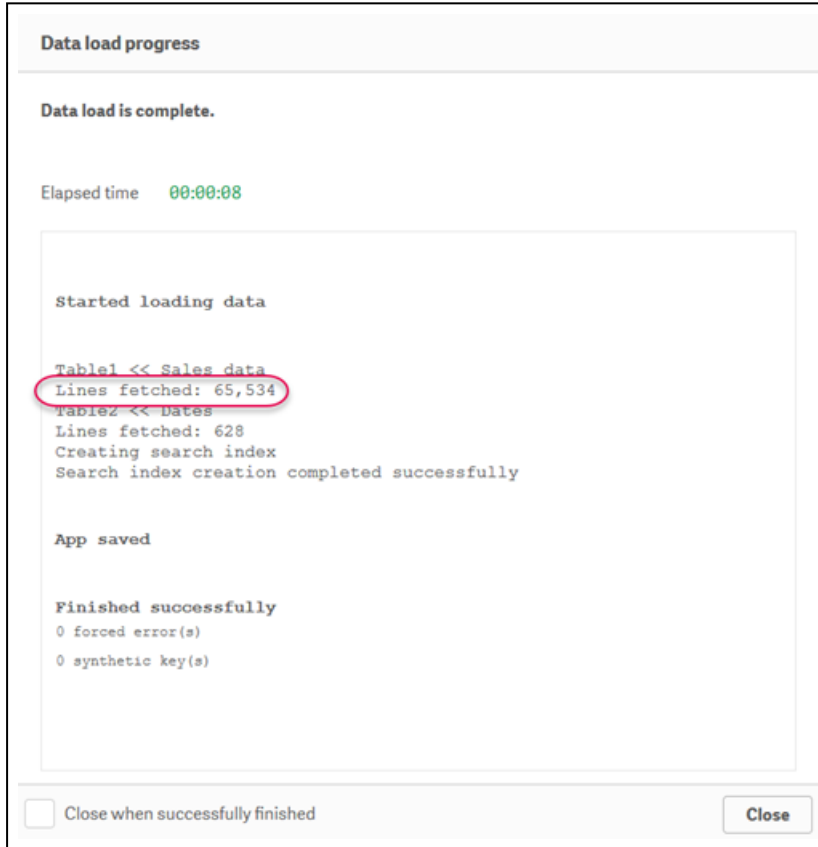 Data load progress
Data load is complete.
Elapsed time 00:00:08
Started loading data
Table1 << Sales data
Lines fetched: 65,534
Table2 << Dates
Lines fetched: 628
Creating search index
Search index creation completed successfully
App saved
Finished successfully
0 forced error(s)
0 synthetic key(s)
Close when successfully finished
Close